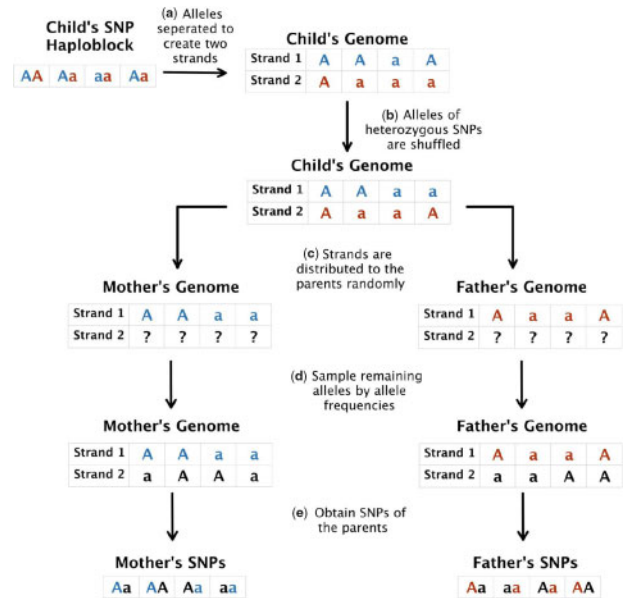 Child's SNP
Haploblock
AA Aa aa Aa
(a) Alleles
seperated to
create two
strands
Child's Genome
Strand 1 A A a A
Strand 2 A a a a
(b) Alleles of
heterozygous SNPs
are shuffled
Child's Genome
Strand 1 A A a a
Strand 2 A a a A
(c) Strands are
distributed to the
parents randomly
Mother's Genome
Strand 1 A A a a
Strand 2 ? ? ? ?
Father's Genome
Strand 1 A a a A
Strand 2 ? ? ? ?
(d) Sample remaining
alleles by allele
frequencies
Mother's Genome
Strand 1 A A a a
Strand 2 a A A a
Father's Genome
Strand 1 A a a A
Strand 2 a a A A
(e) Obtain SNPs of
the parents
Mother's SNPs
Aa AA Aa aa
Father's SNPs
Aa aa Aa AA